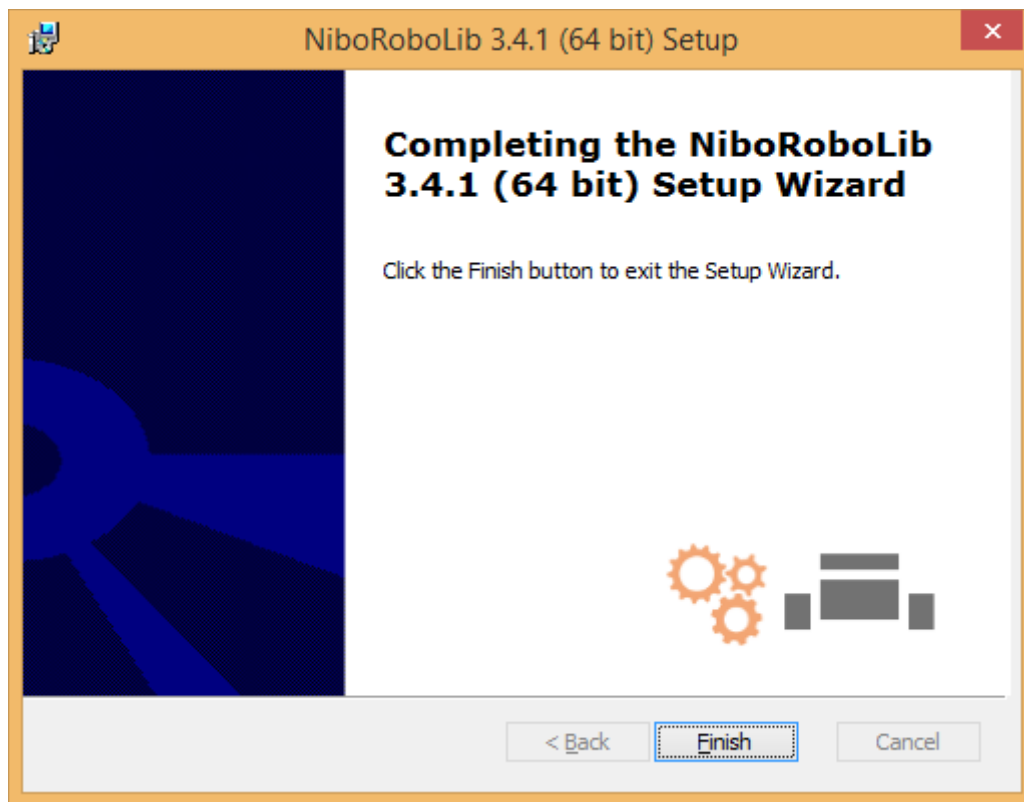 NiboRoboLib 3.4.1 (64 bit) Setup
Completing the NiboRoboLib
3.4.1 (64 bit) Setup Wizard
Click the Finish button to exit the Setup Wizard.
< Back Finish Cancel